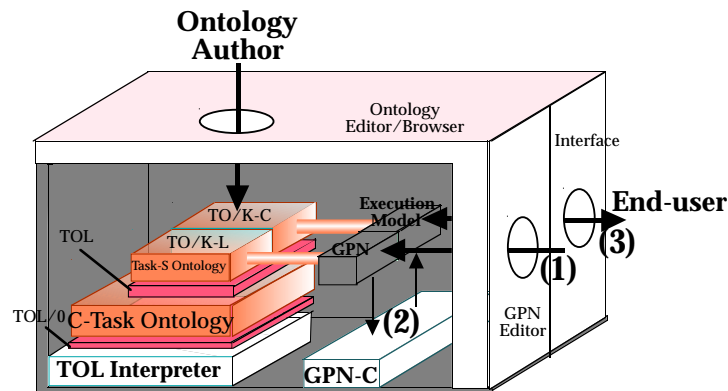 Ontology
Author
Ontology
Editor/Browser
Interface
TO/K-C
Execution
Model
End-user
TOL
TO/K-L
GPN
(3)
Task-S Ontology
(1)
TOL/0
C-Task Ontology
(2)
GPN
Editor
TOL Interpreter
GPN-C